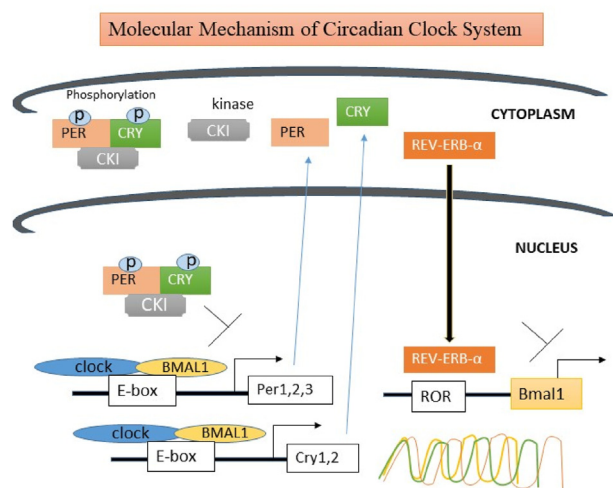 Molecular Mechanism of Circadian Clock System
Phosphorylation
p p
PER CRY
CKI
kinase
CKI
PER
CRY
CYTOPLASM
REV-ERB-α
NUCLEUS
p p
PER CRY
CKI
REV-ERB-α
clock BMAL1
E-box
Per1,2,3
ROR
Bmal1
clock BMAL1
E-box
Cry1,2